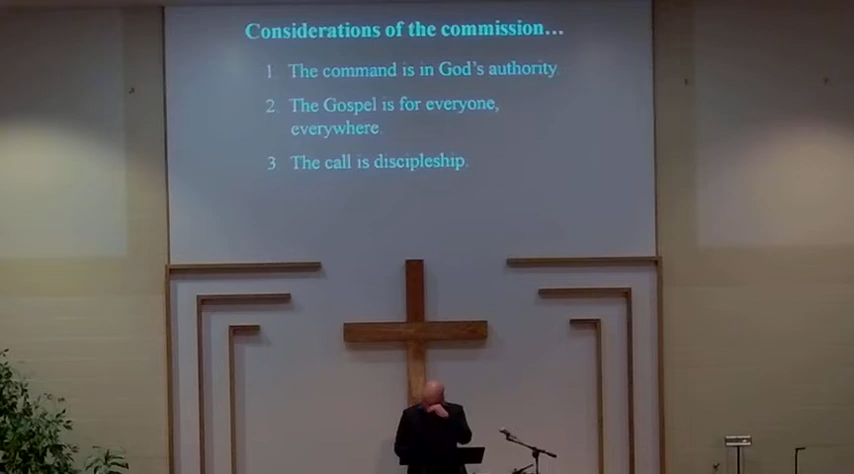 Considerations of the commission...
1 The command is in God's authority.
2 The Gospel is for everyone,
everywhere.
3 The call is discipleship.